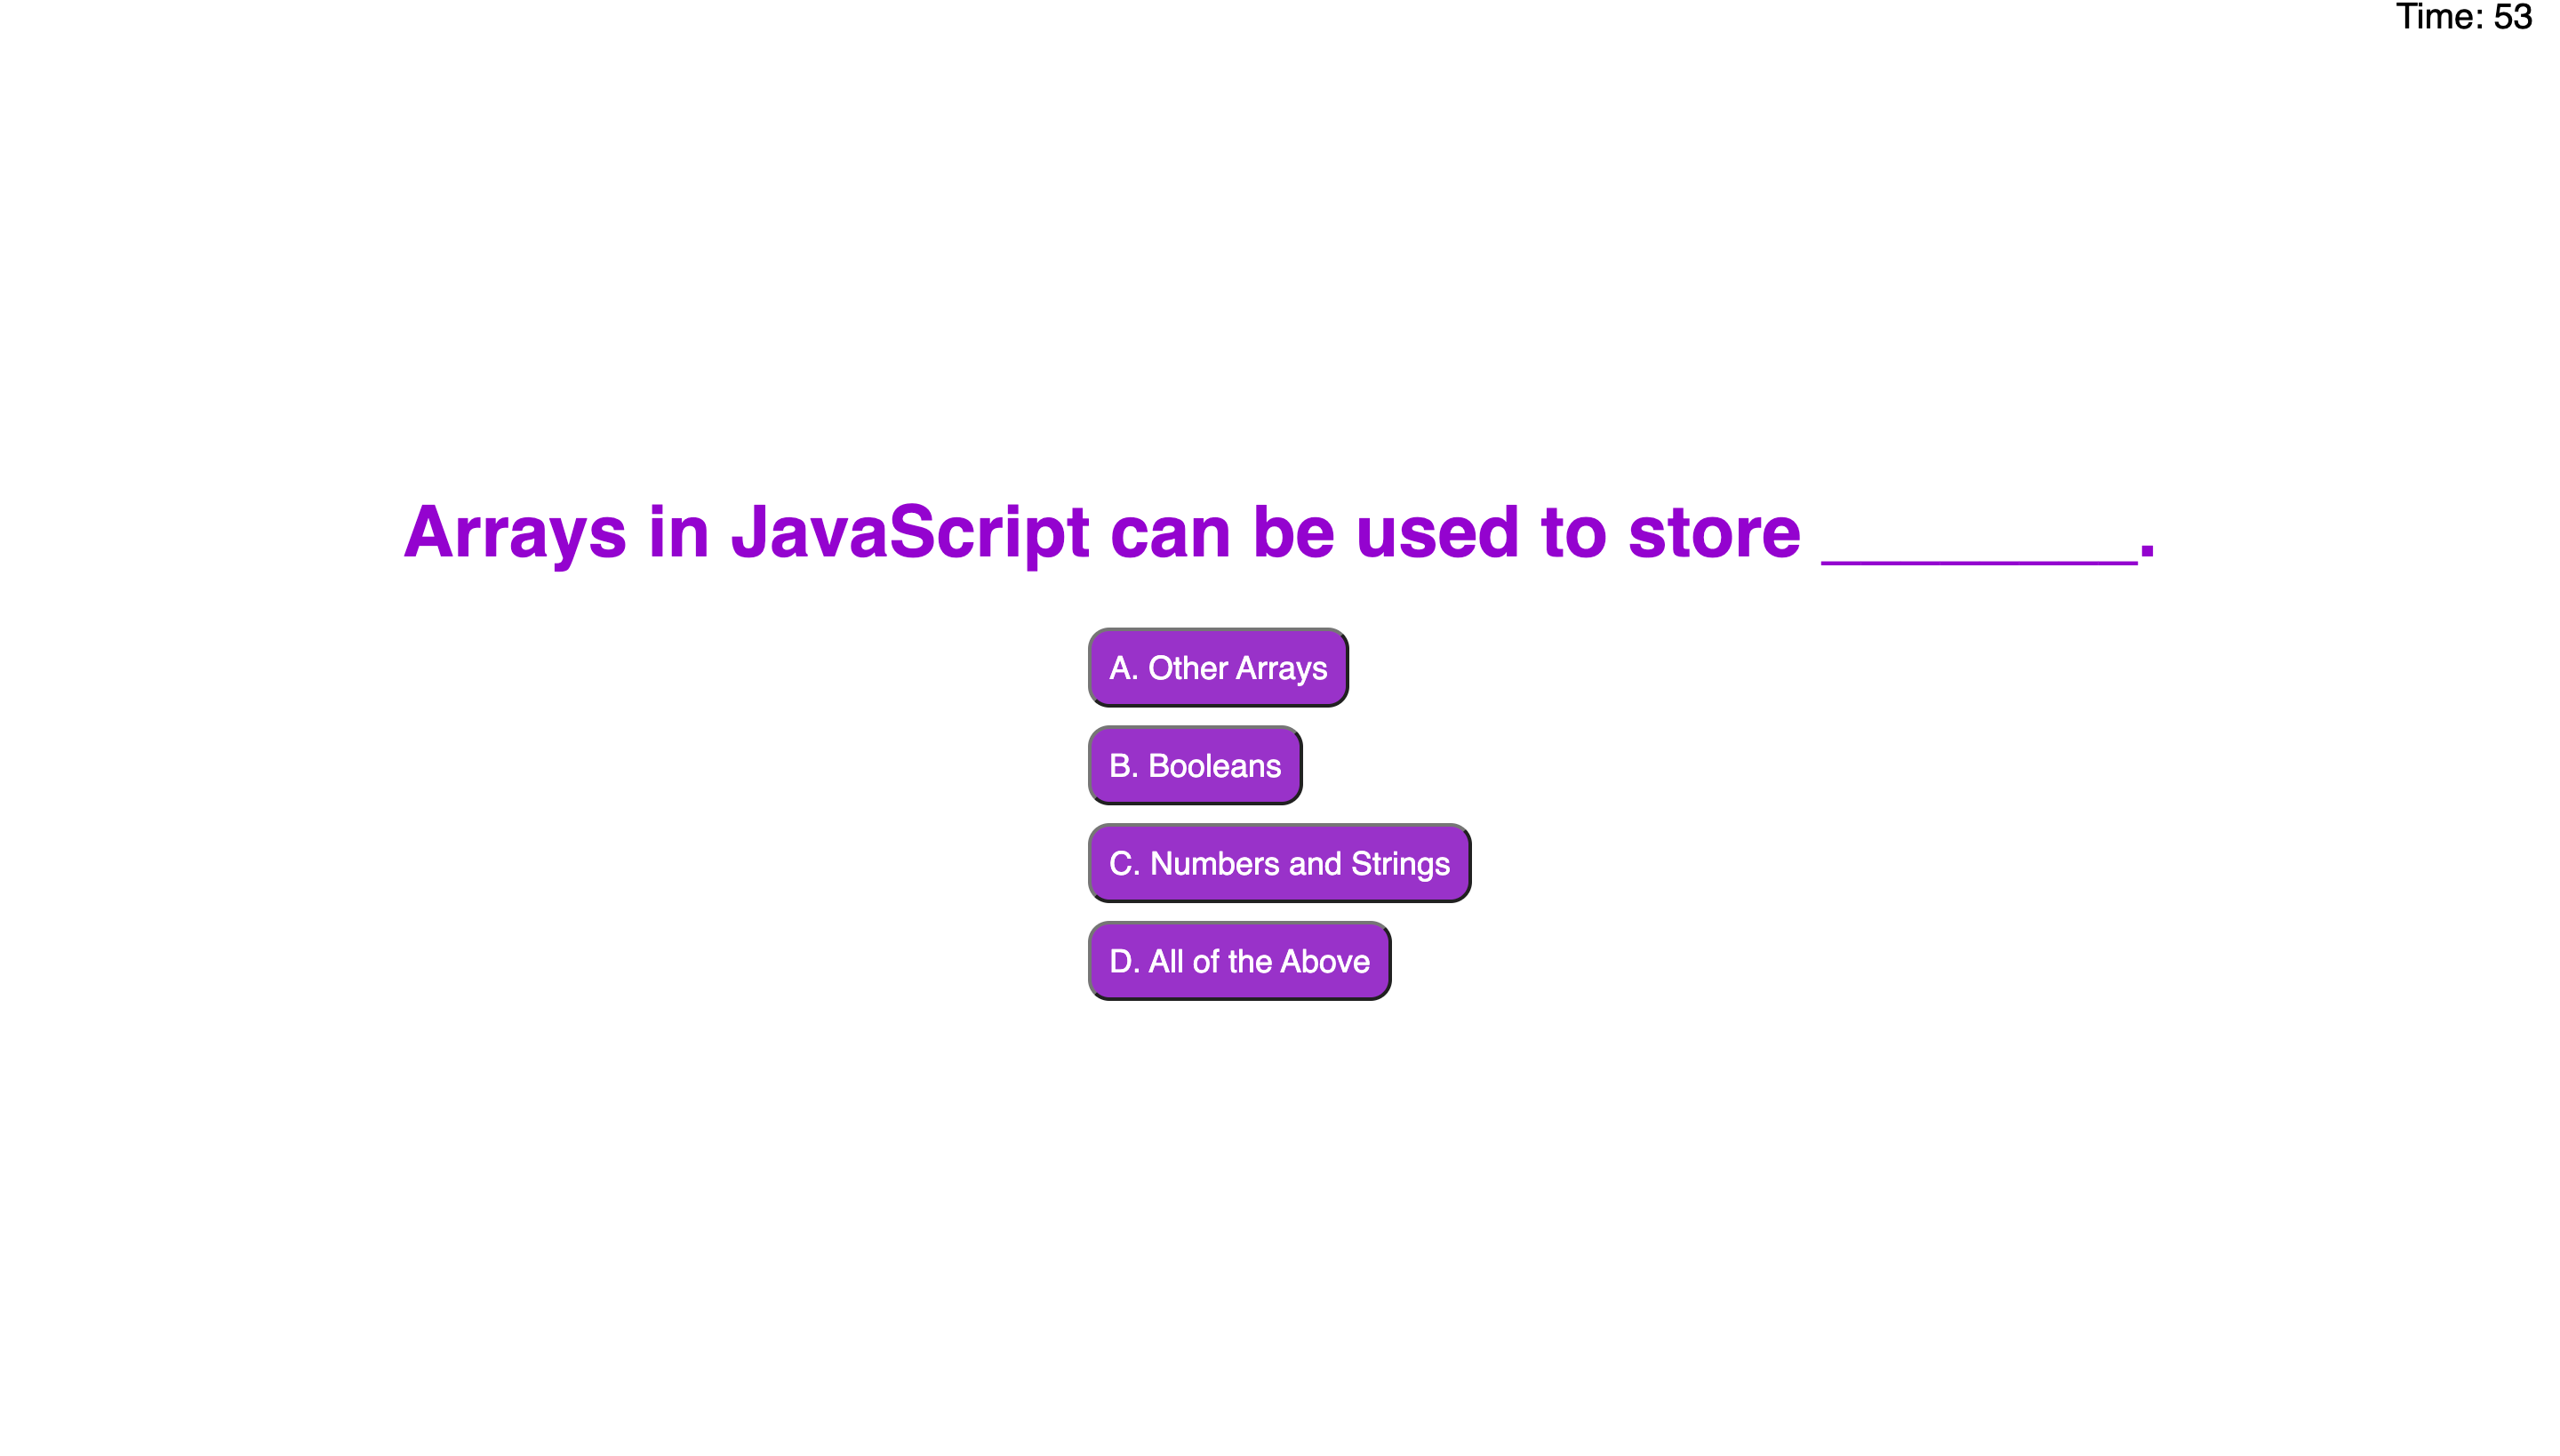 Time: 53
Arrays in JavaScript can be used to store ________.
A. Other Arrays
B. Booleans
C. Numbers and Strings
D. All of the Above